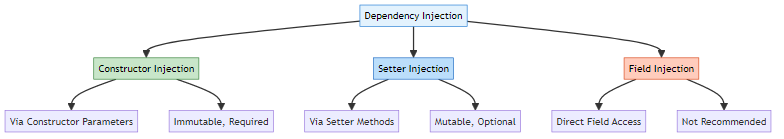 Dependency Injection
Constructor Injection
Setter Injection
Field Injection
Via Constructor Parameters
Immutable, Required
Via Setter Methods
Mutable, Optional
Direct Field Access
Not Recommended